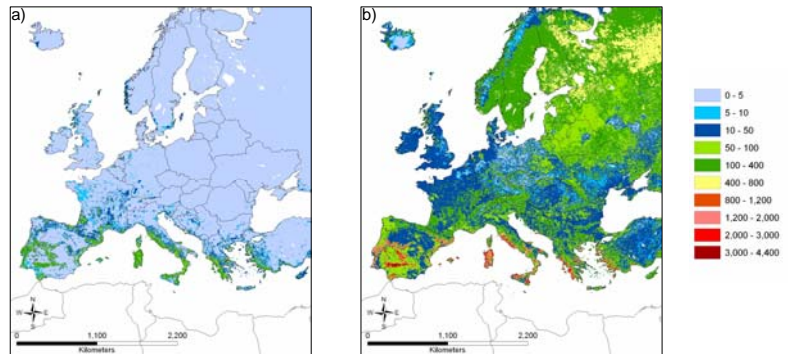 a)
b)
0 - 5
5 - 10
10 - 50
50 - 100
100 - 400
400 - 800
800 - 1,200
1,200 - 2,000
2,000 - 3,000
3,000 - 4,400
N
W E
S
0 1,100 2,200
Kilometers
N
W E
S
0 1,100 2,200
Kilometers